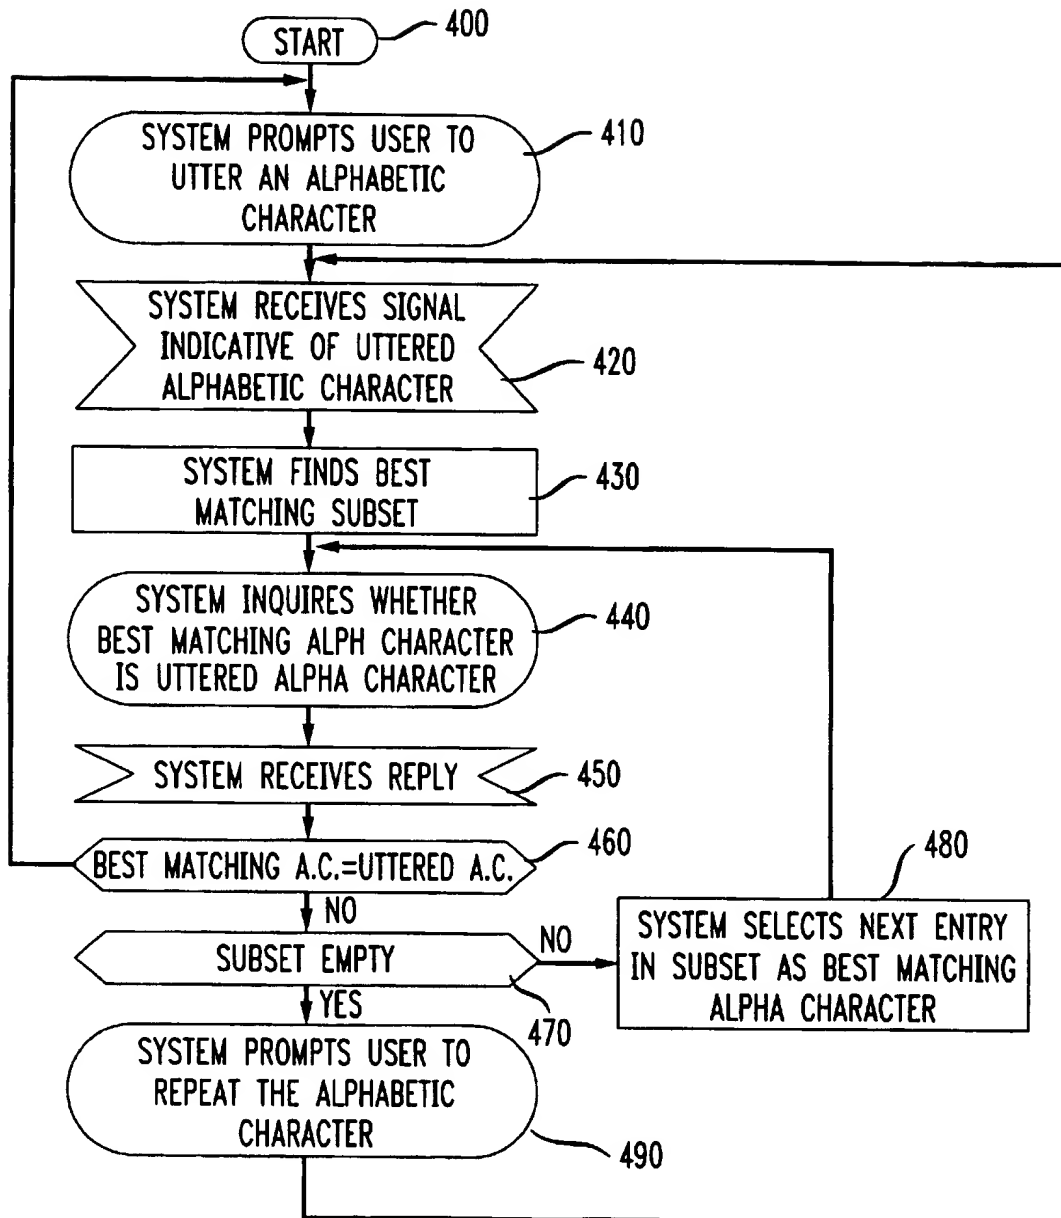 START
400
SYSTEM PROMPTS USER TO
UTTER AN ALPHABETIC
CHARACTER
410
SYSTEM RECEIVES SIGNAL
INDICATIVE OF UTTERED
ALPHABETIC CHARACTER
420
SYSTEM FINDS BEST
MATCHING SUBSET
430
SYSTEM INQUIRES WHETHER
BEST MATCHING ALPH CHARACTER
IS UTTERED ALPHA CHARACTER
440
SYSTEM RECEIVES REPLY
450
BEST MATCHING A.C.=UTTERED A.C.
460
NO
SUBSET EMPTY
470
NO
480
SYSTEM SELECTS NEXT ENTRY
IN SUBSET AS BEST MATCHING
ALPHA CHARACTER
YES
SYSTEM PROMPTS USER TO
REPEAT THE ALPHABETIC
CHARACTER
490